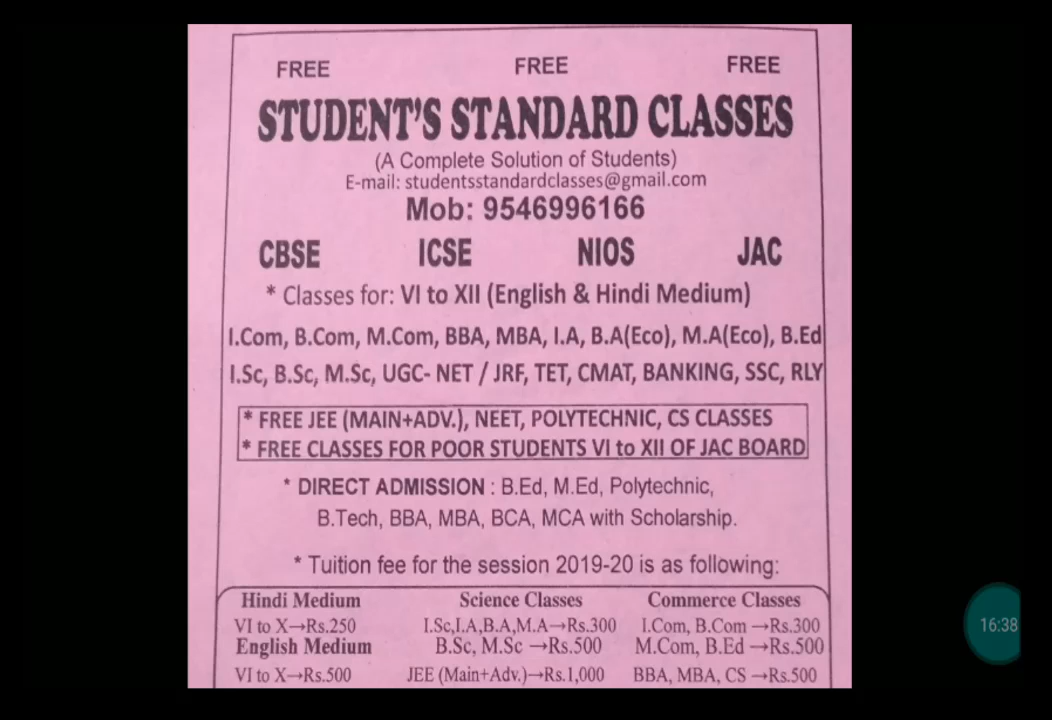 FREE FREE FREE
STUDENT'S STANDARD CLASSES
(A Complete Solution of Students)
E-mail: studentsstandardclasses@gmail.com
Mob: 9546996166
CBSE ICSE NIOS JAC
* Classes for: VI to XII (English & Hindi Medium)
I.Com, B.Com, M.Com, BBA, MBA, I.A, B.A(Eco), M.A(Eco), B.Ed
I.Sc, B.Sc, M.Sc, UGC- NET / JRF, TET, CMAT, BANKING, SSC, RLY
* FREE JEE (MAIN+ADV.), NEET, POLYTECHNIC, CS CLASSES
* FREE CLASSES FOR POOR STUDENTS VI to XII OF JAC BOARD
* DIRECT ADMISSION : B.Ed, M.Ed, Polytechnic,
B.Tech, BBA, MBA, BCA, MCA with Scholarship.
* Tuition fee for the session 2019-20 is as following:
Hindi Medium Science Classes Commerce Classes
VI to X→Rs.250 I.Sc,I.A,B.A,M.A→Rs.300 I.Com, B.Com →Rs.300
English Medium B.Sc, M.Sc →Rs.500 M.Com, B.Ed →Rs.500
VI to X→Rs.500 JEE (Main+Adv.)→Rs.1,000 BBA, MBA, CS →Rs.500
16:38